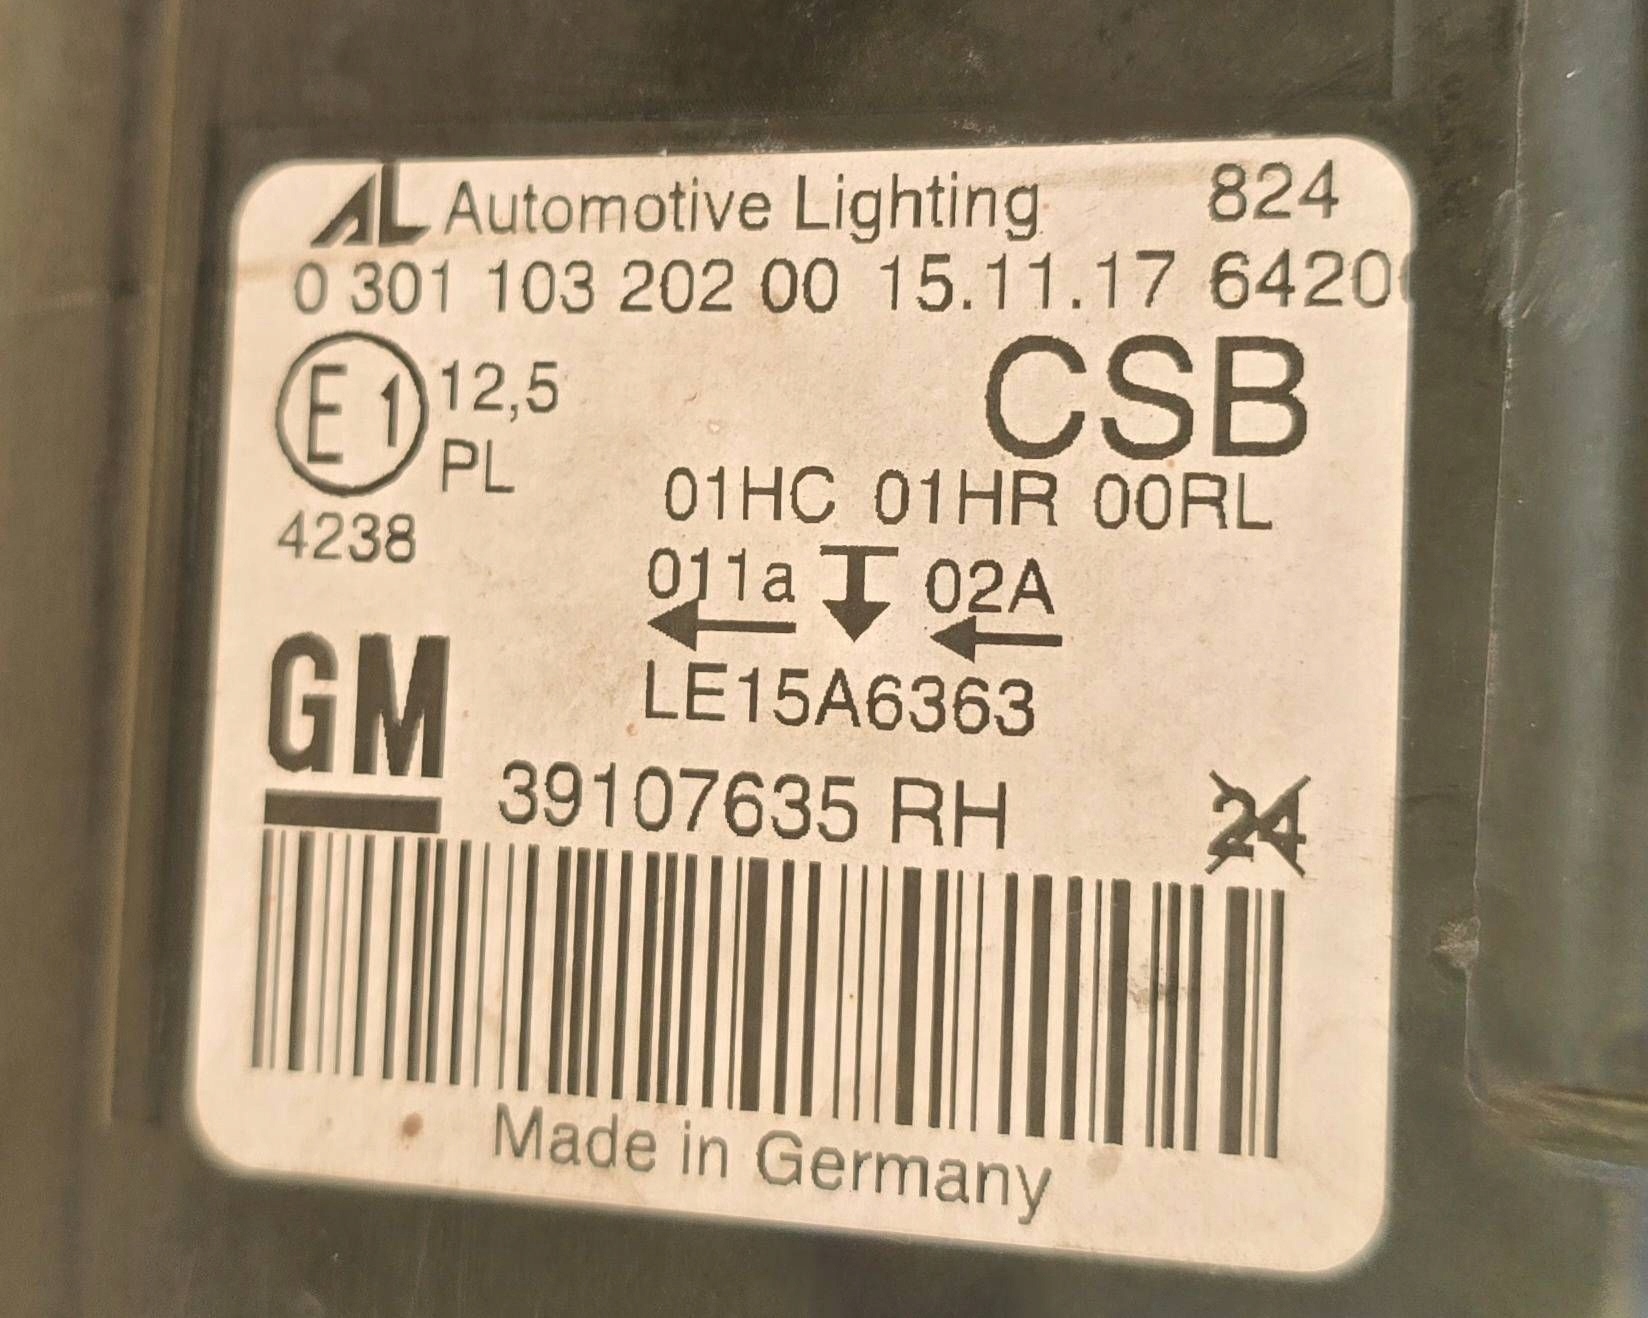 AL Automotive Lighting 824
0 301 103 202 00 15.11.17 6420
E1 12,5
PL
CSB
4238
01HC 01HR 00RL
011a 02A
LE15A6363
GM
39107635 RH 24
Made in Germany